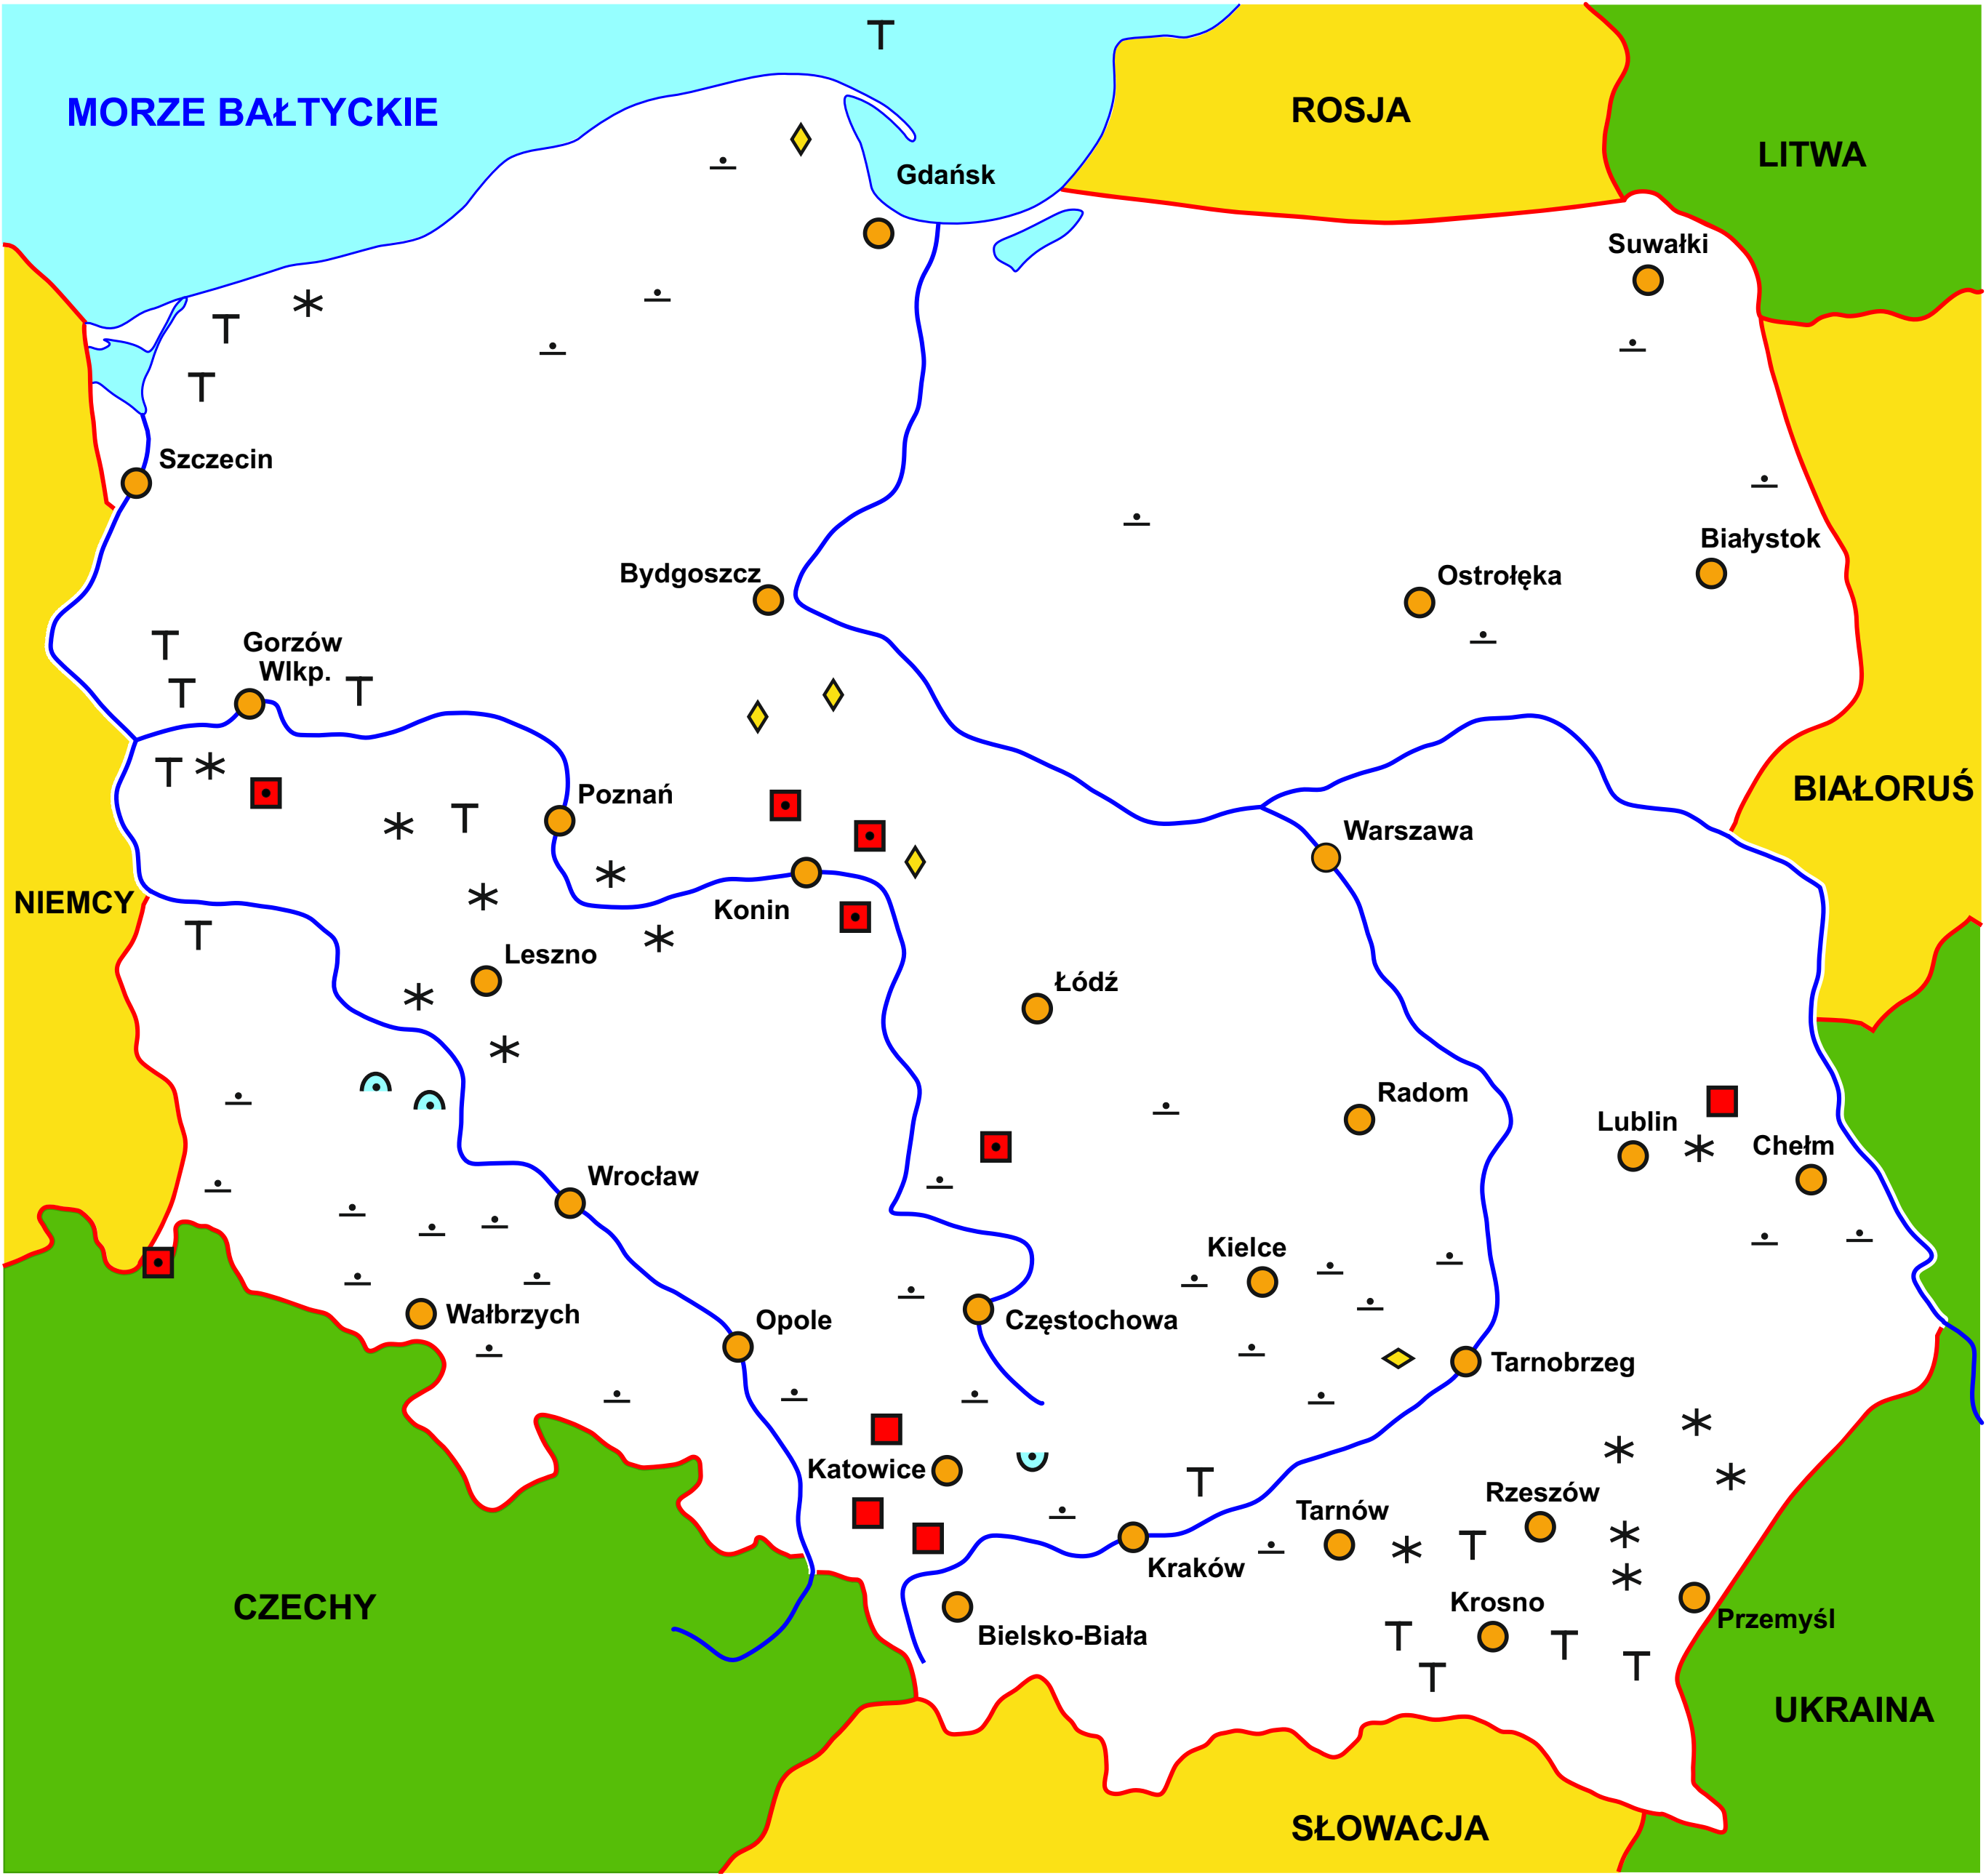 MORZE BAŁTYCKIE
ROSJA
LITWA
Gdańsk
Suwałki
Szczecin
Białystok
Bydgoszcz
Ostrołęka
Gorzów
Wlkp.
BIAŁORUŚ
Poznań
Warszawa
NIEMCY
Konin
Leszno
Łódź
Radom
Lublin
Chełm
Wrocław
Kielce
Wałbrzych
Opole
Częstochowa
Tarnobrzeg
Katowice
Rzeszów
Tarnów
Kraków
CZECHY
Krosno
Przemyśl
Bielsko-Biała
UKRAINA
SŁOWACJA